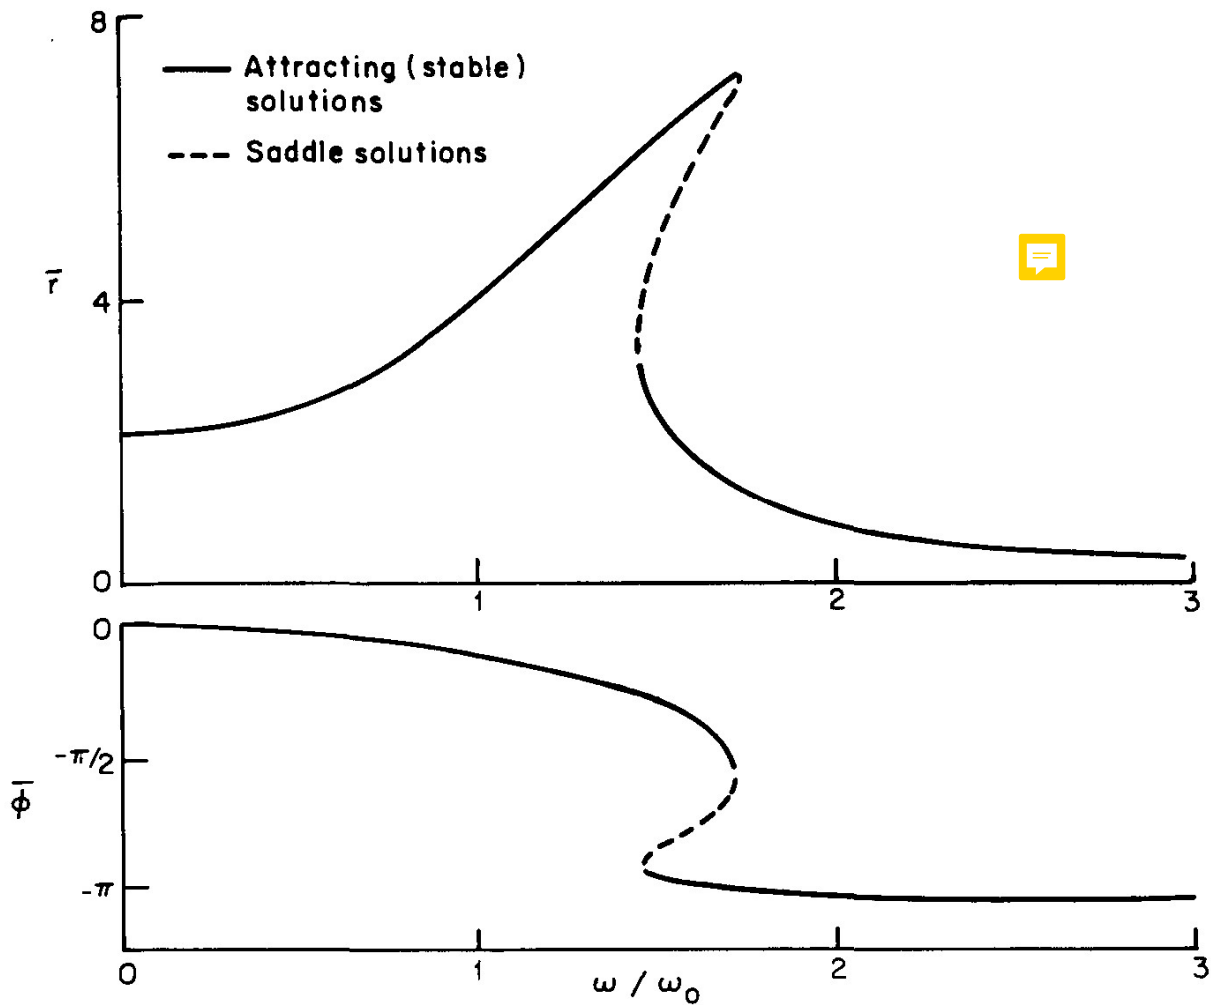 8
Attracting (stable)
solutions
Saddle solutions
r̄
4
0
1
2
3
0
-π/2
ϕ̄
-π
0
1
2
3
ω / ω₀